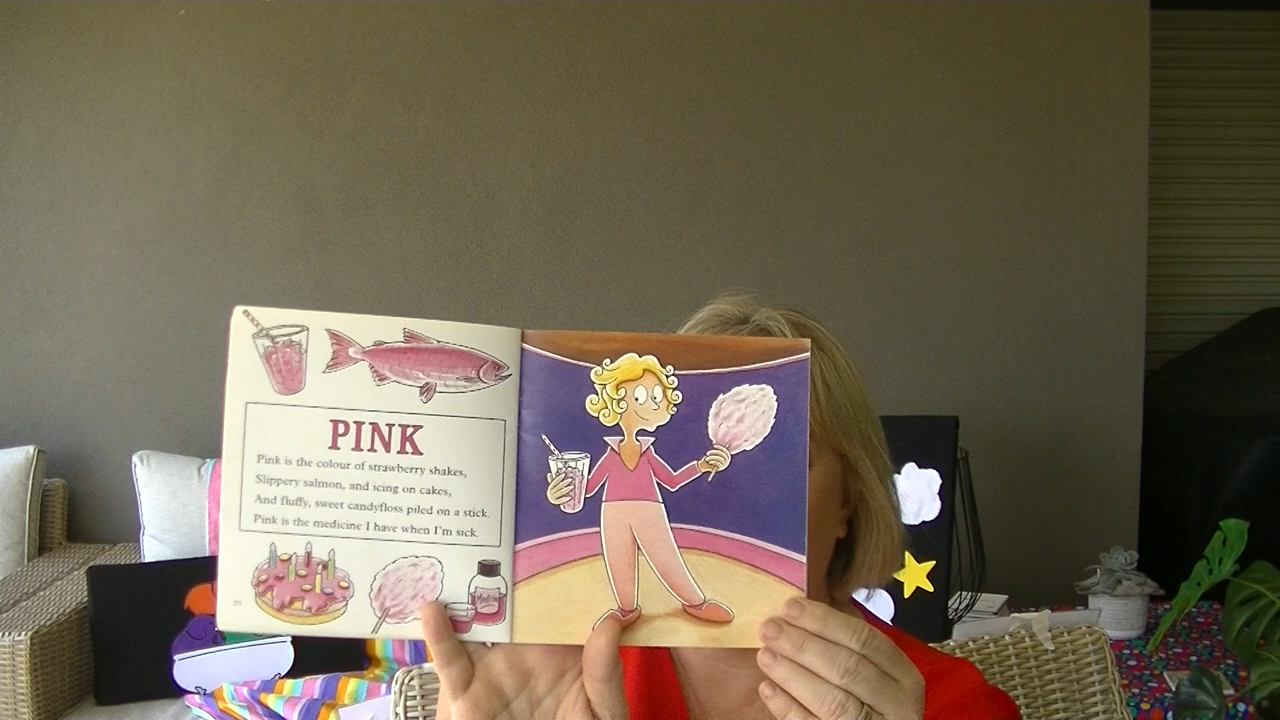 PINK
Pink is the colour of strawberry shakes,
Slippery salmon, and icing on cakes,
And fluffy, sweet candyfloss piled on a stick.
Pink is the medicine I have when I'm sick.